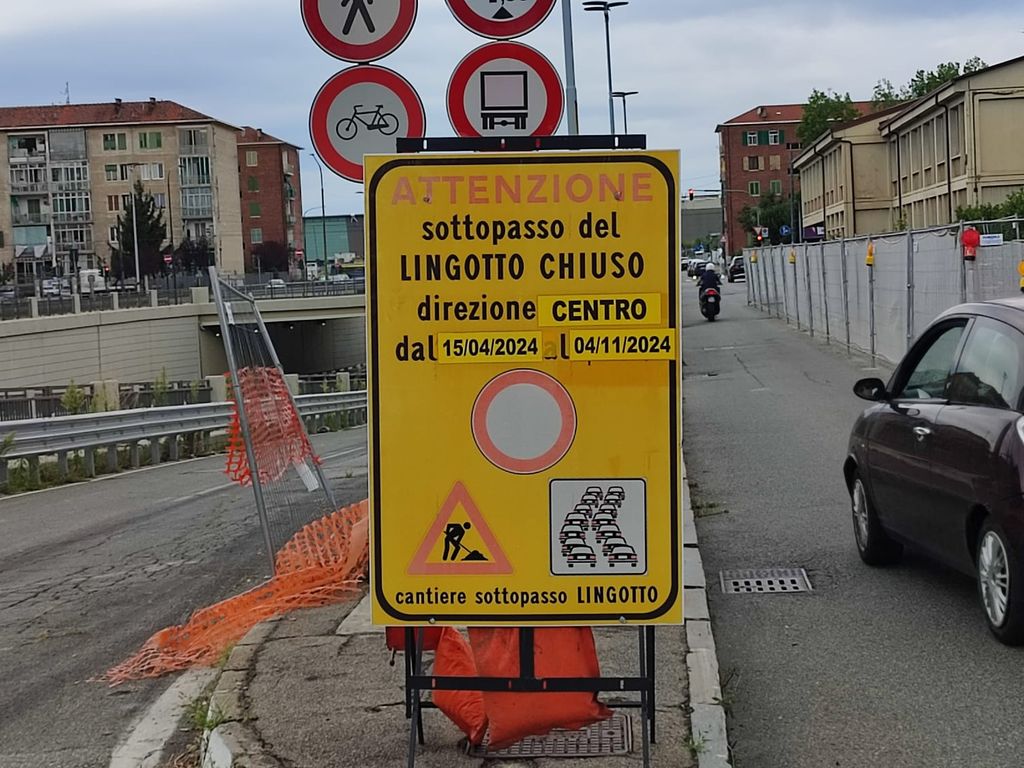 ATTENZIONE
sottopasso del
LINGOTTO CHIUSO
direzione CENTRO
dal 15/04/2024 al 04/11/2024
cantiere sottopasso LINGOTTO